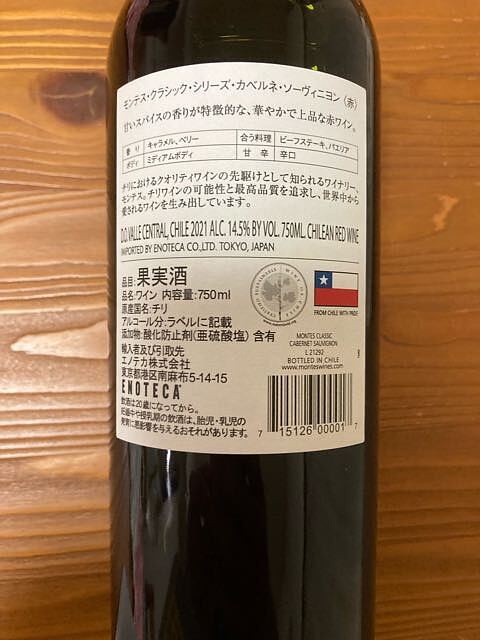 モンテス・クラシック・シリーズ・カベルネ・ソーヴィニヨン（赤）
甘いスパイスの香りが特徴的な、華やかで上品な赤ワイン。
香り キャラメル、ベリー 合う料理 ビーフステーキ、パエリア
ボディ ミディアムボディ 甘辛 辛口
チリにおけるクオリティワインの先駆けとして知られるワイナリー、
モンテス。チリワインの可能性と最高品質を追求し、世界中から
愛されるワインを生み出しています。
D.O.VALLE CENTRAL, CHILE 2021 ALC. 14.5% BY VOL. 750ML. CHILEAN RED WINE
IMPORTED BY ENOTECA CO.,LTD. TOKYO, JAPAN
品目:果実酒
品名:ワイン 内容量:750ml
原産国名:チリ
アルコール分:ラベルに記載
添加物:酸化防止剤(亜硫酸塩) 含有
輸入者及び引取先
エノテカ株式会社
東京都港区南麻布5-14-15
ENOTECA
飲酒は20歳になってから。
妊娠中や授乳期の飲酒は、胎児・乳児の
発育に悪影響を与えるおそれがあります。
FROM CHILE WITH PRIDE
MONTES CLASSIC
CABERNET SAUVIGNON
L 21292
BOTTLED IN CHILE
www.monteswines.com
7 15126 00001 7